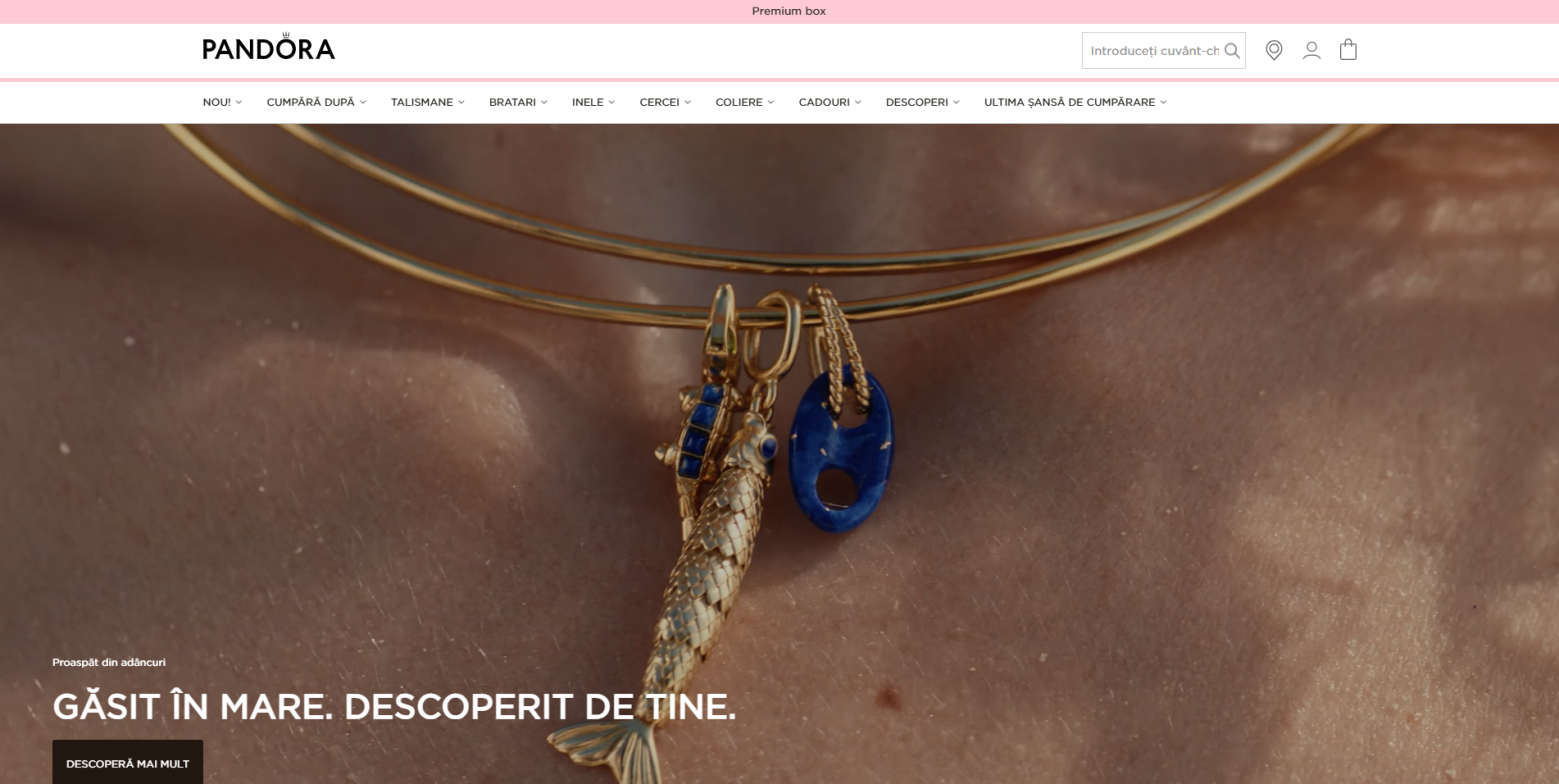 Premium box
PANDORA
Introduceți cuvânt-ch
NOU! CUMPĂRĂ DUPĂ TALISMANE BRATARI INELE CERCEI COLIERE CADOURI DESCOPERI ULTIMA ȘANSĂ DE CUMPĂRARE
Proaspăt din adâncuri
GĂSIT ÎN MARE. DESCOPERIT DE TINE.
DESCOPERĂ MAI MULT